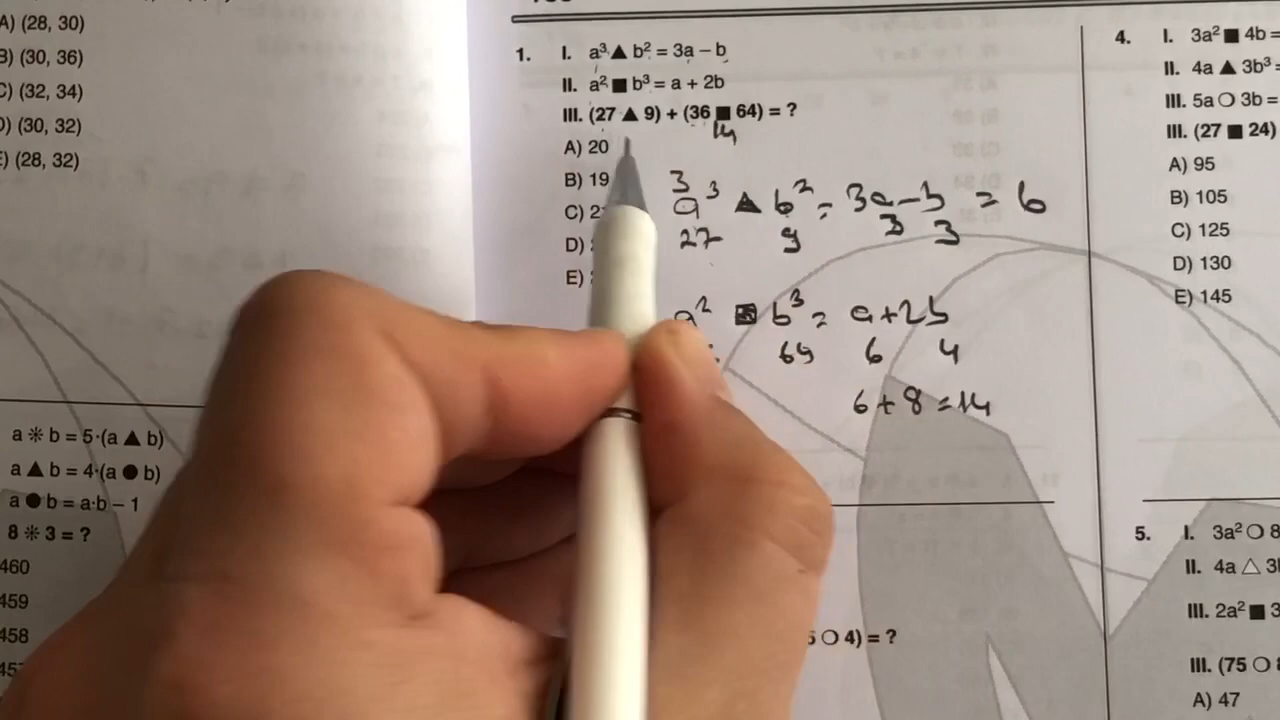 A) (28, 30)
B) (30, 36)
C) (32, 34)
D) (30, 32)
E) (28, 32)
a ⁕ b = 5·(a ▲ b)
a ▲ b = 4·(a ● b)
a ● b = a·b – 1
8 ⁕ 3 = ?
460
459
458
1. I. a³ ▲ b² = 3a – b
II. a² ■ b³ = a + 2b
III. (27 ▲ 9) + (36 ■ 64) = ?
14
A) 20
B) 19
C) 2
D)
E)
3
a³ ▲ b² = 3a – b = 6
27 9 3 3
a² ■ b³ = a + 2b
64 6 4
6 + 8 = 14
O 4) = ?
4. I. 3a² ■ 4b =
II. 4a ▲ 3b³ =
III. 5a O 3b =
III. (27 ■ 24)
A) 95
B) 105
C) 125
D) 130
E) 145
5. I. 3a² O 8
II. 4a △ 3
III. 2a² ■ 3
III. (75 O
A) 47